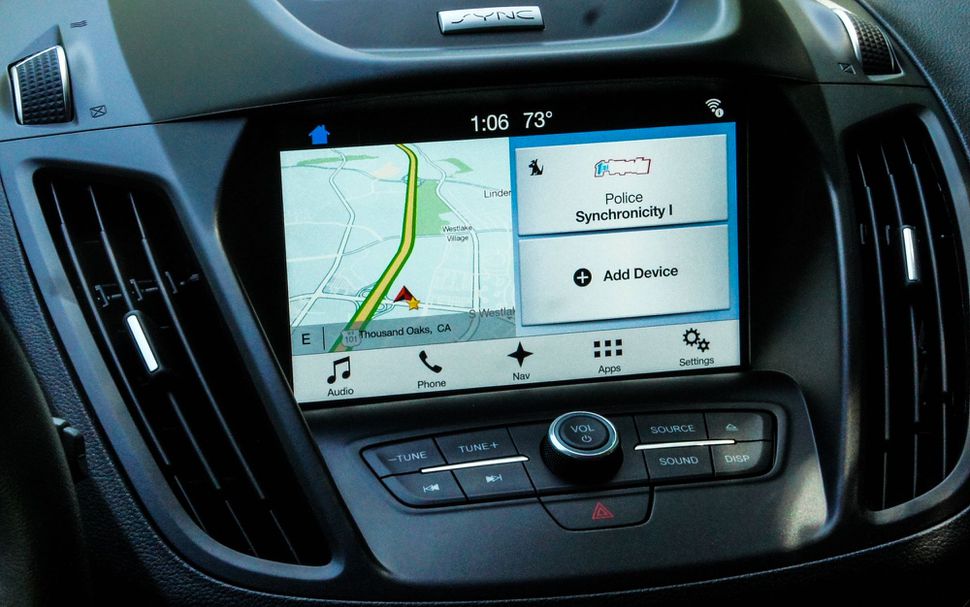 SYNC
1:06 73°
Linder
Westlake
Village
S Westlak
E
101
Thousand Oaks, CA
Police
Synchronicity I
Add Device
Audio
Phone
Nav
Apps
Settings
–TUNE
TUNE+
VOL
SOURCE
SOUND
DISP